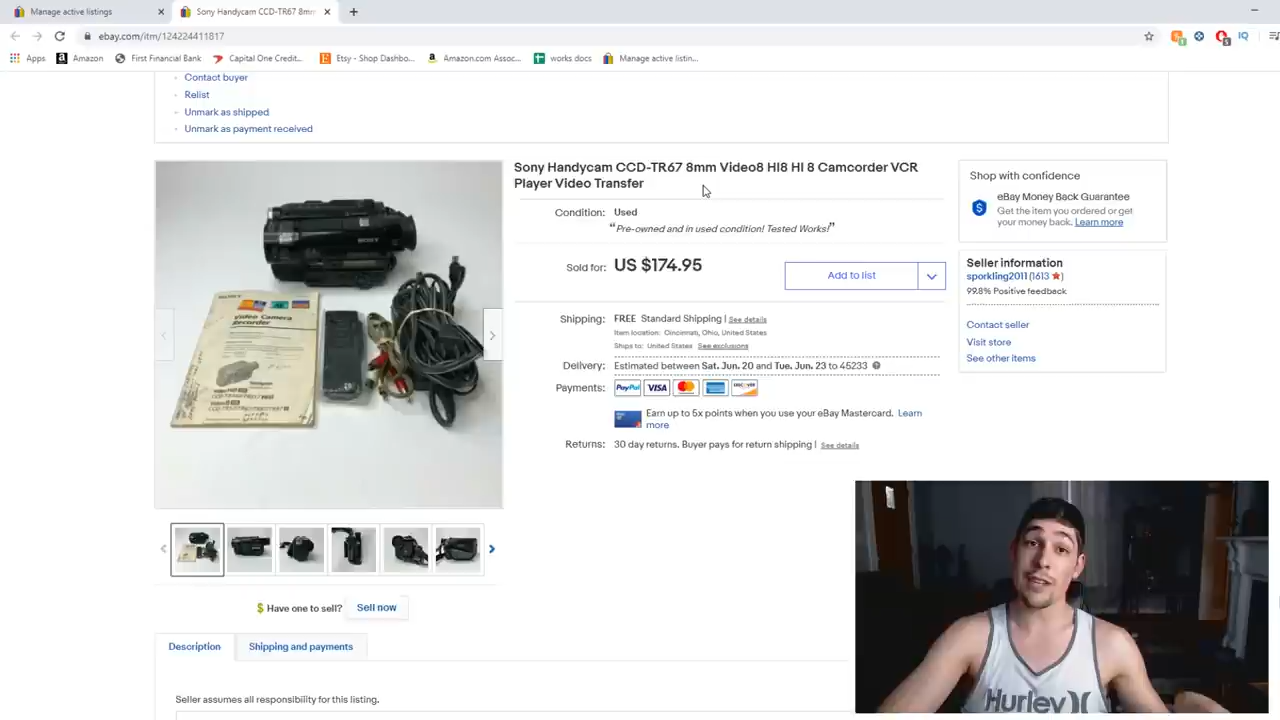 Manage active listings
Sony Handycam CCD-TR67 8mm
ebay.com/itm/124224411817
Apps
Amazon
First Financial Bank
Capital One Credit...
Etsy - Shop Dashbo...
Amazon.com Assoc...
works docs
Manage active listin...
Contact buyer
Relist
Unmark as shipped
Unmark as payment received
Sony Handycam CCD-TR67 8mm Video8 HI8 HI 8 Camcorder VCR
Player Video Transfer
Condition: Used
“Pre-owned and in used condition! Tested Works!”
Sold for: US $174.95
Add to list
Shipping: FREE Standard Shipping | See details
Item location: Cincinnati, Ohio, United States
Ships to: United States See exclusions
Delivery: Estimated between Sat. Jun. 20 and Tue. Jun. 23 to 45233
Payments: PayPal VISA
Earn up to 5x points when you use your eBay Mastercard. Learn
more
Returns: 30 day returns. Buyer pays for return shipping | See details
Shop with confidence
eBay Money Back Guarantee
Get the item you ordered or get
your money back. Learn more
Seller information
sporkling2011 (1613)
99.8% Positive feedback
Contact seller
Visit store
See other items
SONY
Video Camera
Recorder
SONY
Have one to sell? Sell now
Description
Shipping and payments
Seller assumes all responsibility for this listing.
Hurley